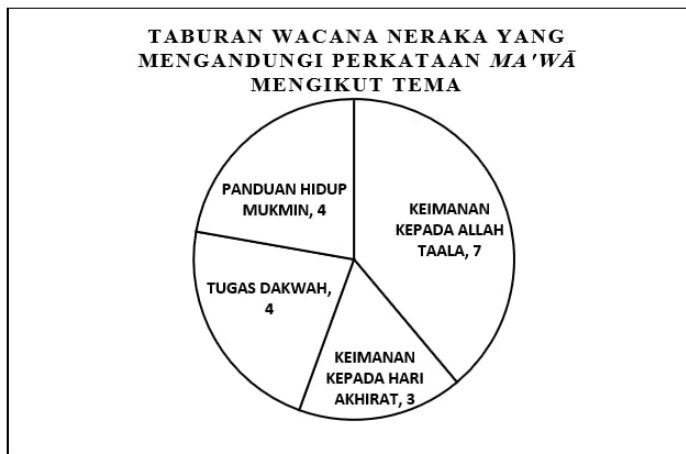 TABURAN WACANA NERAKA YANG
MENGANDUNGI PERKATAAN MA'WĀ
MENGIKUT TEMA
PANDUAN HIDUP
MUKMIN, 4
KEIMANAN
KEPADA ALLAH
TAALA, 7
TUGAS DAKWAH,
4
KEIMANAN
KEPADA HARI
AKHIRAT, 3